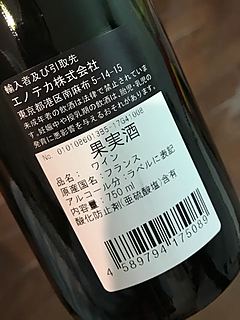 輸入者及び引取先
エノテカ株式会社
東京都港区南麻布5-14-15
未成年者の飲酒は法律で禁止されていま
す。妊娠中や授乳期の飲酒は、胎児・乳児の
発育に悪影響を与えるおそれがあります。
No. 010108601385-17G41008
果実酒
品名：ワイン
原産国名：フランス
アルコール分：ラベルに表記
内容量：750 ml
酸化防止剤(亜硫酸塩)含有
4 589794 175089